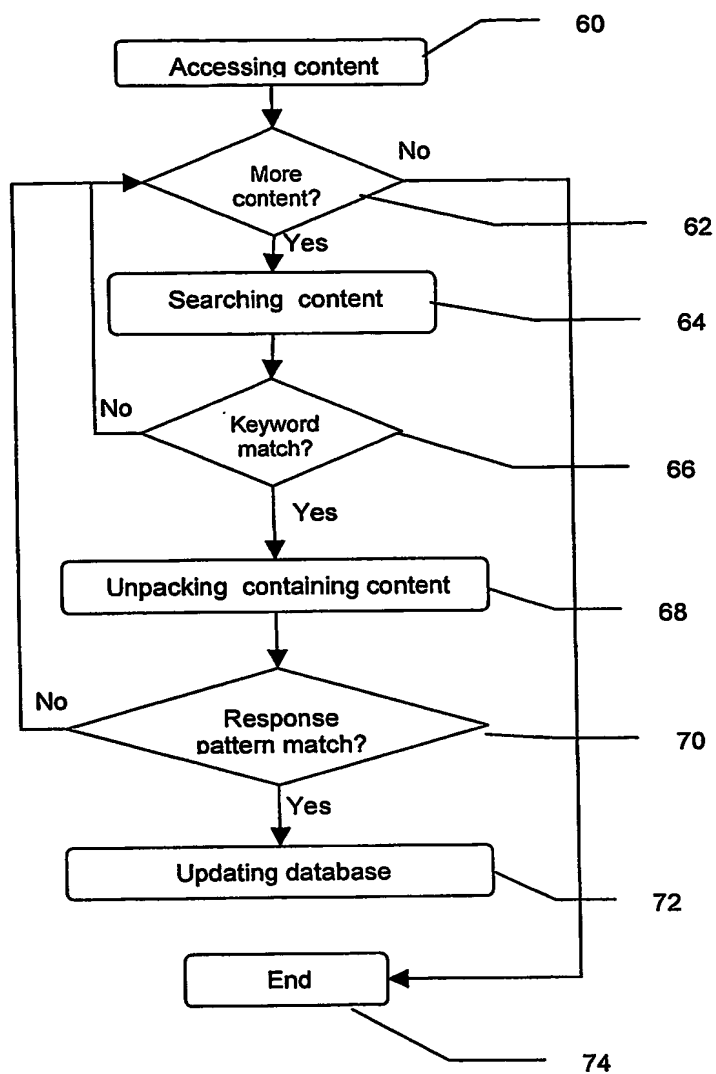 60
Accessing content
No
More
content?
62
Yes
Searching content
64
No
Keyword
match?
66
Yes
Unpacking containing content
68
No
Response
pattern match?
70
Yes
Updating database
72
End
74